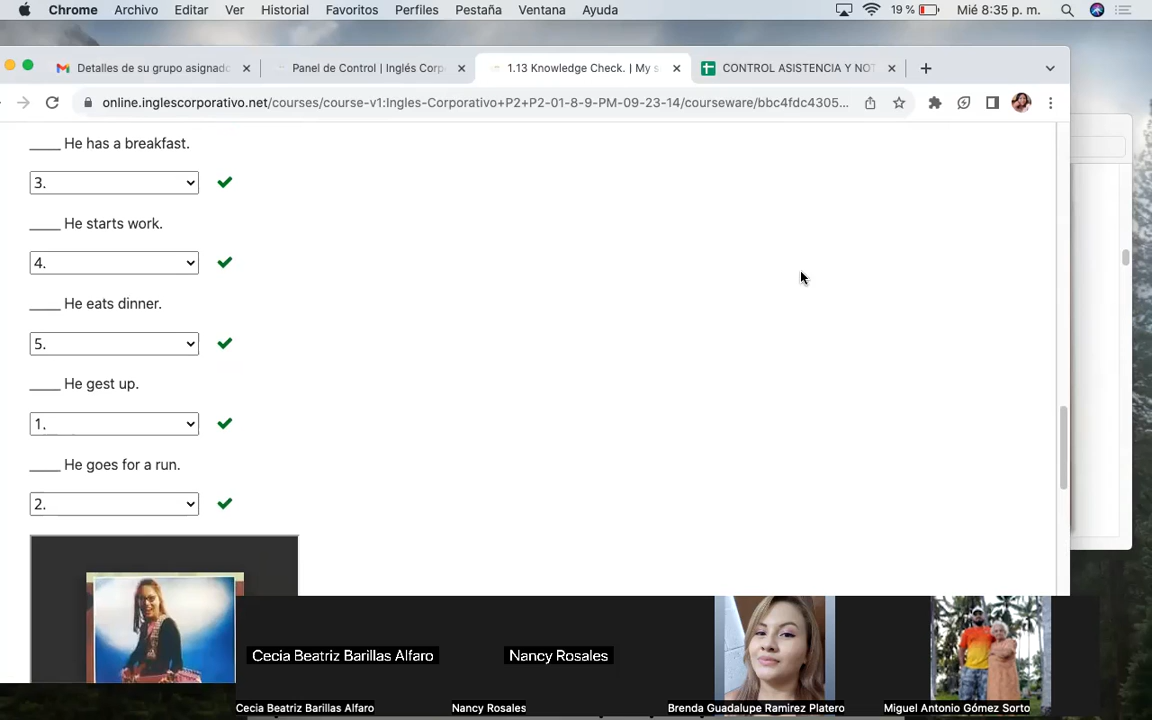 Chrome Archivo Editar Ver Historial Favoritos Perfiles Pestaña Ventana Ayuda 19 % Mié 8:35 p. m.
Detalles de su grupo asignad Panel de Control | Inglés Corp 1.13 Knowledge Check. | My s CONTROL ASISTENCIA Y NOT
online.inglescorporativo.net/courses/course-v1:Ingles-Corporativo+P2+P2-01-8-9-PM-09-23-14/courseware/bbc4fdc4305...
____ He has a breakfast.
3.
____ He starts work.
4.
____ He eats dinner.
5.
____ He gest up.
1.
____ He goes for a run.
2.
Cecia Beatriz Barillas Alfaro Nancy Rosales
Cecia Beatriz Barillas Alfaro Nancy Rosales Brenda Guadalupe Ramirez Platero Miguel Antonio Gómez Sorto